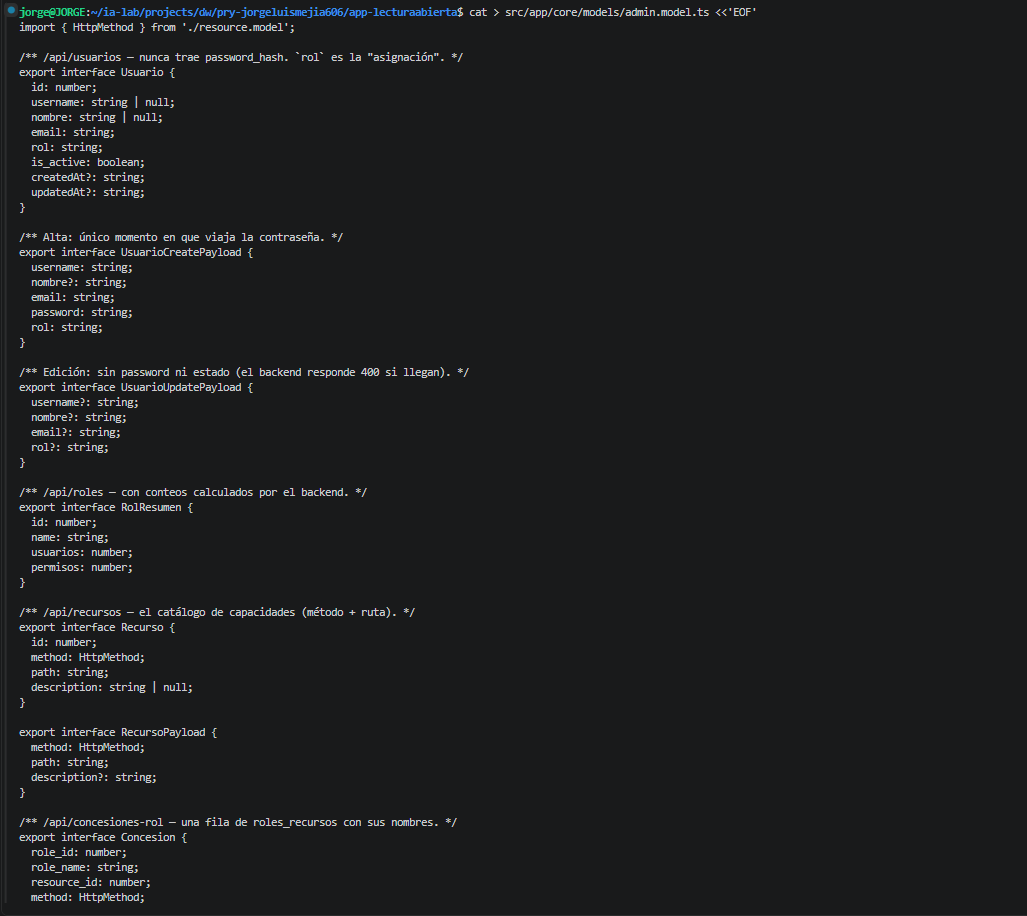 jorge@JORGE:~/ia-lab/projects/dw/pry-jorgeluismejia606/app-lecturaabierta$ cat > src/app/core/models/admin.model.ts <<'EOF'
import { HttpMethod } from './resource.model';

/** /api/usuarios — nunca trae password_hash. `rol` es la "asignación". */
export interface Usuario {
  id: number;
  username: string | null;
  nombre: string | null;
  email: string;
  rol: string;
  is_active: boolean;
  createdAt?: string;
  updatedAt?: string;
}

/** Alta: único momento en que viaja la contraseña. */
export interface UsuarioCreatePayload {
  username: string;
  nombre?: string;
  email: string;
  password: string;
  rol: string;
}

/** Edición: sin password ni estado (el backend responde 400 si llegan). */
export interface UsuarioUpdatePayload {
  username?: string;
  nombre?: string;
  email?: string;
  rol?: string;
}

/** /api/roles — con conteos calculados por el backend. */
export interface RolResumen {
  id: number;
  name: string;
  usuarios: number;
  permisos: number;
}

/** /api/recursos — el catálogo de capacidades (método + ruta). */
export interface Recurso {
  id: number;
  method: HttpMethod;
  path: string;
  description: string | null;
}

export interface RecursoPayload {
  method: HttpMethod;
  path: string;
  description?: string;
}

/** /api/concesiones-rol — una fila de roles_recursos con sus nombres. */
export interface Concesion {
  role_id: number;
  role_name: string;
  resource_id: number;
  method: HttpMethod;